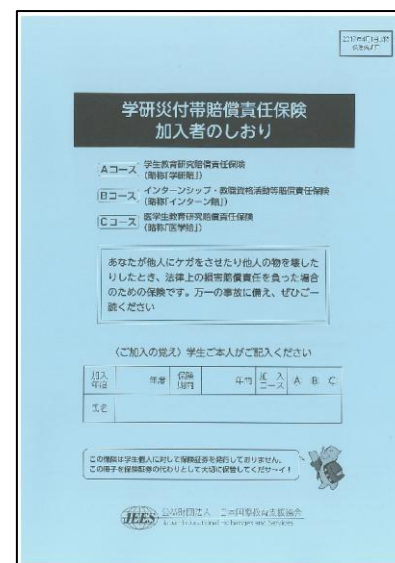 学研災付帯賠償責任保険
加入者のしおり
Aコース 学生教育研究賠償責任保険
(略称「学研賠」)
Bコース インターンシップ・教職資格活動等賠償責任保険
(略称「インターン賠」)
Cコース 医学生教育研究賠償責任保険
(略称「医学賠」)
あなたが他人にケガをさせたり他人の物を壊した
りしたとき、法律上の損害賠償責任を負った場合
のための保険です。万一の事故に備え、ぜひご一
読ください
〈ご加入の覚え〉学生ご本人がご記入ください
加入年度 年度 保険期間 年間 加入コース A B C
氏名
この保険は学生個人に対して保険証券を発行しておりません。
この冊子を保険証券の代わりとして大切に保管してくださ〜イ!
JEES 公益財団法人 日本国際教育支援協会
Japan Educational Exchanges and Services